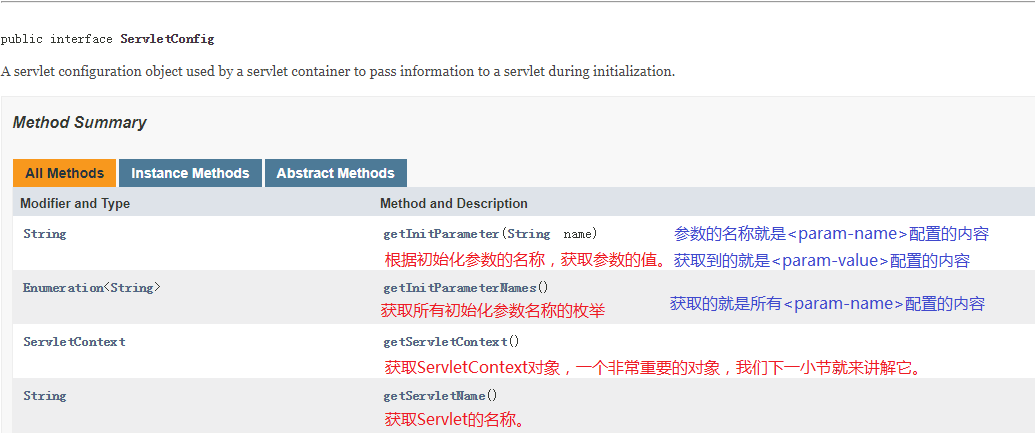 public interface ServletConfig
A servlet configuration object used by a servlet container to pass information to a servlet during initialization.
Method Summary
All Methods Instance Methods Abstract Methods
Modifier and Type Method and Description
String getInitParameter(String name) 参数的名称就是<param-name>配置的内容
根据初始化参数的名称，获取参数的值。 获取到的就是<param-value>配置的内容
Enumeration<String> getInitParameterNames()
获取所有初始化参数名称的枚举 获取的就是所有<param-name>配置的内容
ServletContext getServletContext()
获取ServletContext对象，一个非常重要的对象，我们下一小节就来讲解它。
String getServletName()
获取Servlet的名称。